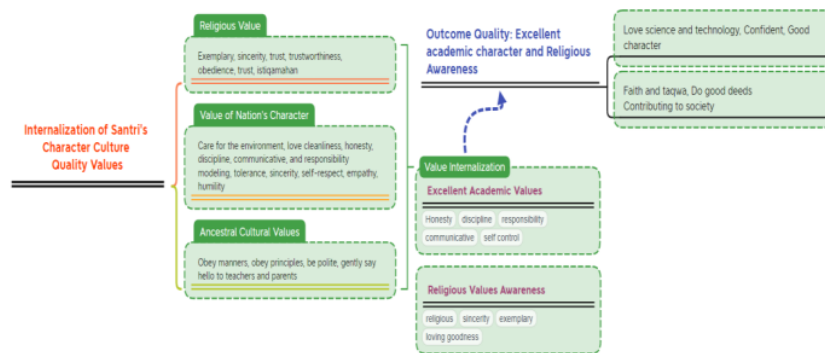 Internalization of Santri's
Character Culture
Quality Values
Religious Value
Exemplary, sincerity, trust, trustworthiness,
obedience, trust, istiqamahan
Value of Nation's Character
Care for the environment, love cleanliness, honesty,
discipline, communicative, and responsibility
modeling, tolerance, sincerity, self-respect, empathy,
humility
Ancestral Cultural Values
Obey manners, obey principles, be polite, gently say
hello to teachers and parents
Outcome Quality: Excellent
academic character and Religious
Awareness
Love science and technology, Confident, Good
character
Faith and taqwa, Do good deeds
Contributing to society
Value Internalization
Excellent Academic Values
Honesty discipline responsibility
communicative self control
Religious Values Awareness
religious sincerity exemplary
loving goodness